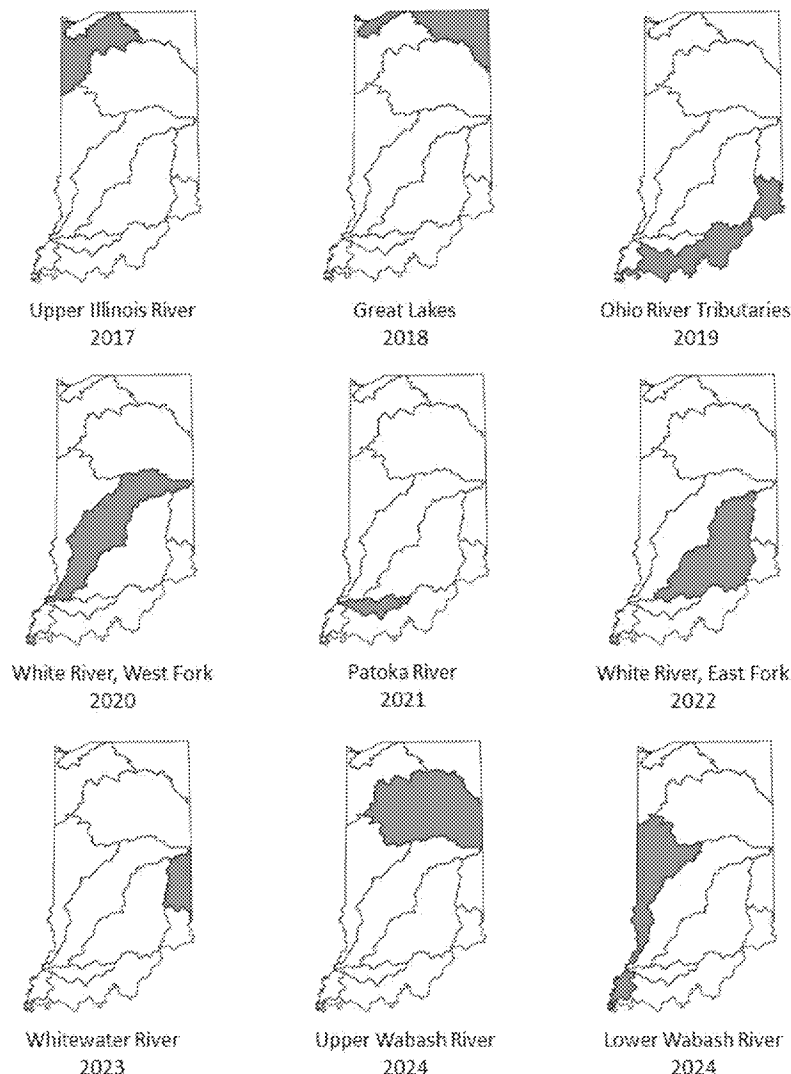 Upper Illinois River
2017
Great Lakes
2018
Ohio River Tributaries
2019
White River, West Fork
2020
Patoka River
2021
White River, East Fork
2022
Whitewater River
2023
Upper Wabash River
2024
Lower Wabash River
2024